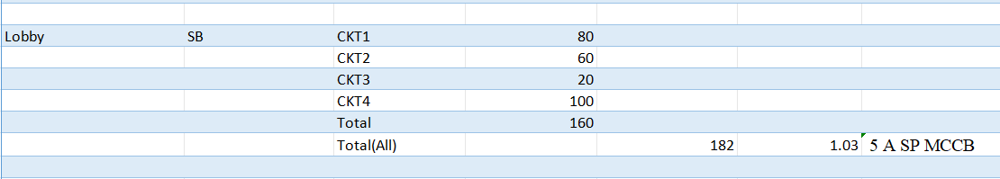 Lobby SB CKT1 80
CKT2 60
CKT3 20
CKT4 100
Total 160
Total(All) 182 1.03 5 A SP MCCB